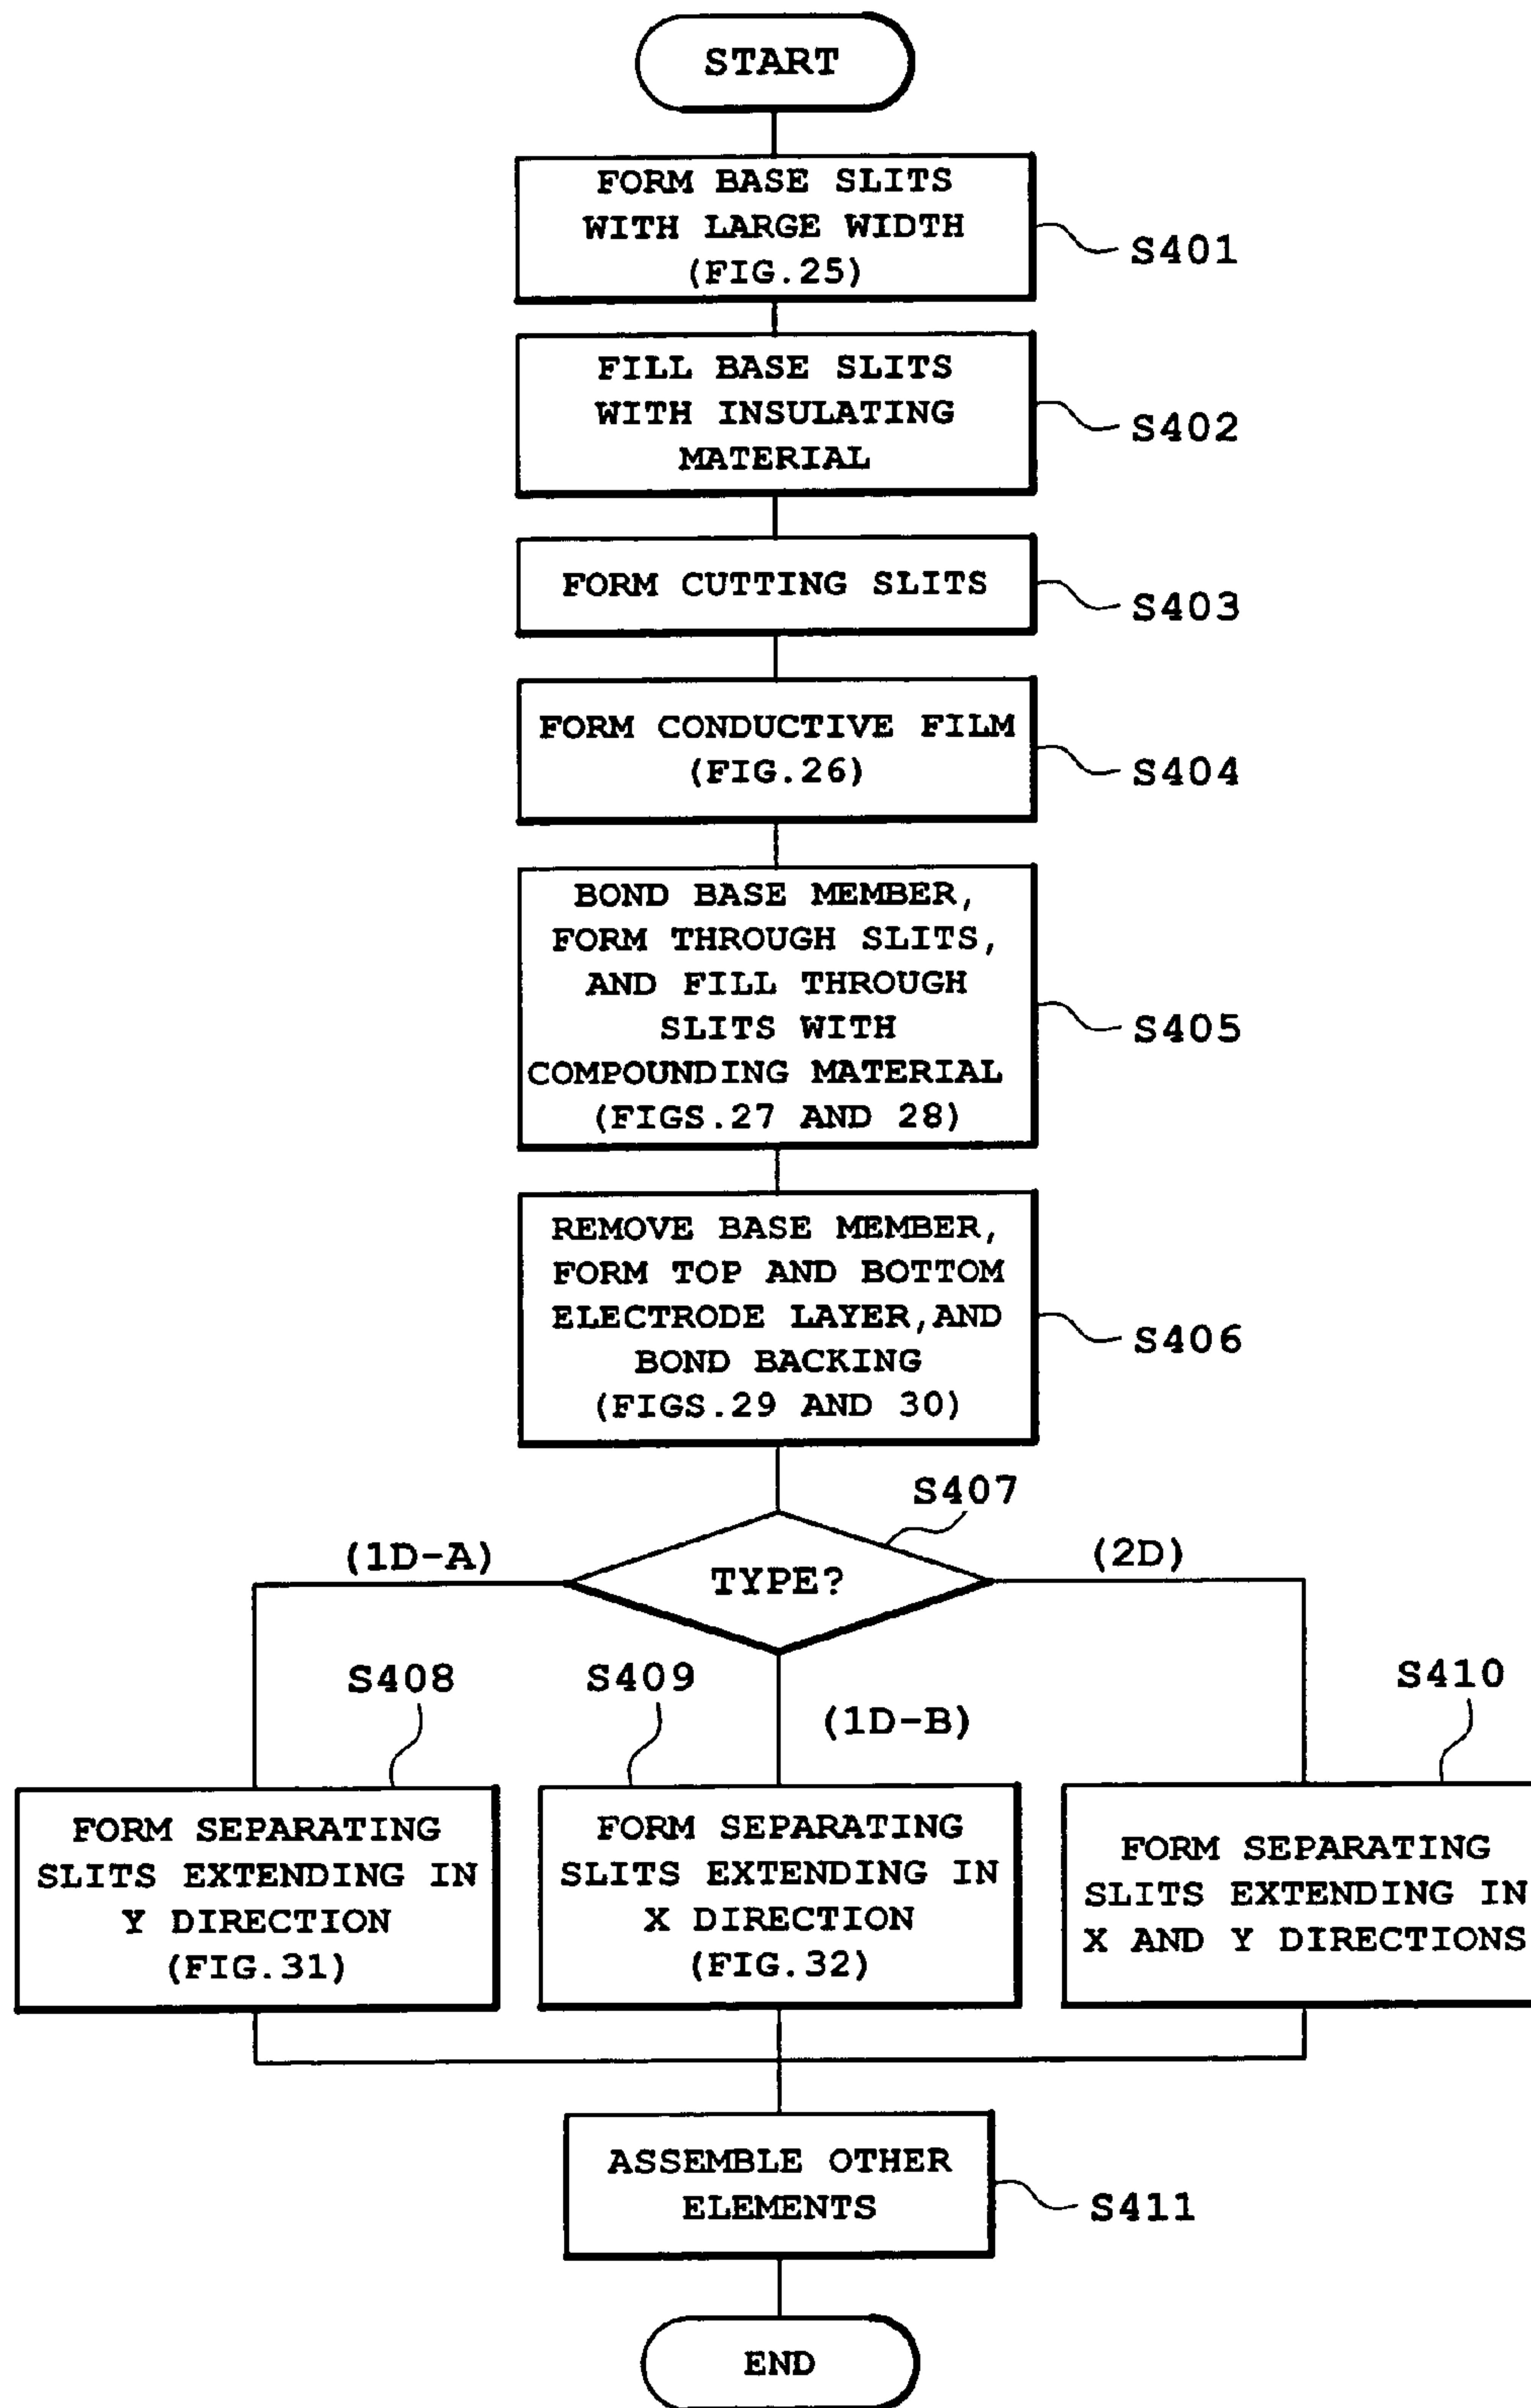 START
FORM BASE SLITS
WITH LARGE WIDTH
(FIG.25)
S401
FILL BASE SLITS
WITH INSULATING
MATERIAL
S402
FORM CUTTING SLITS
S403
FORM CONDUCTIVE FILM
(FIG.26)
S404
BOND BASE MEMBER,
FORM THROUGH SLITS,
AND FILL THROUGH
SLITS WITH
COMPOUNDING MATERIAL
(FIGS.27 AND 28)
S405
REMOVE BASE MEMBER,
FORM TOP AND BOTTOM
ELECTRODE LAYER,AND
BOND BACKING
(FIGS.29 AND 30)
S406
S407
TYPE?
(1D-A)
(1D-B)
(2D)
S408
FORM SEPARATING
SLITS EXTENDING IN
Y DIRECTION
(FIG.31)
S409
FORM SEPARATING
SLITS EXTENDING IN
X DIRECTION
(FIG.32)
S410
FORM SEPARATING
SLITS EXTENDING IN
X AND Y DIRECTIONS
ASSEMBLE OTHER
ELEMENTS
S411
END